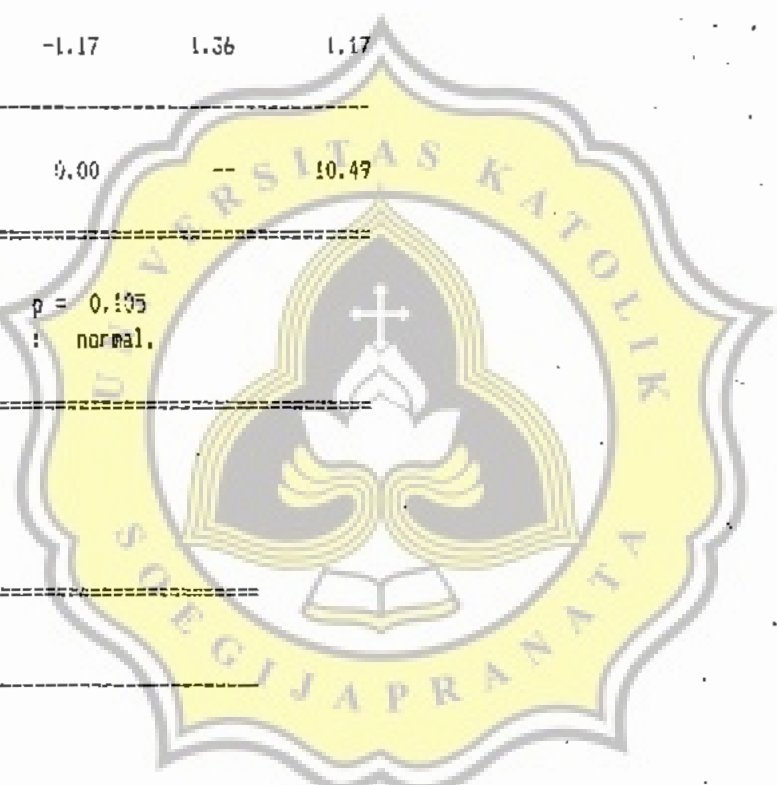 -1.17 1.36 1.17
0.00 -- 10.49
p = 0.105
: normal.
UNIVERSITAS KATOLIK
SOEGIJAPRANATA